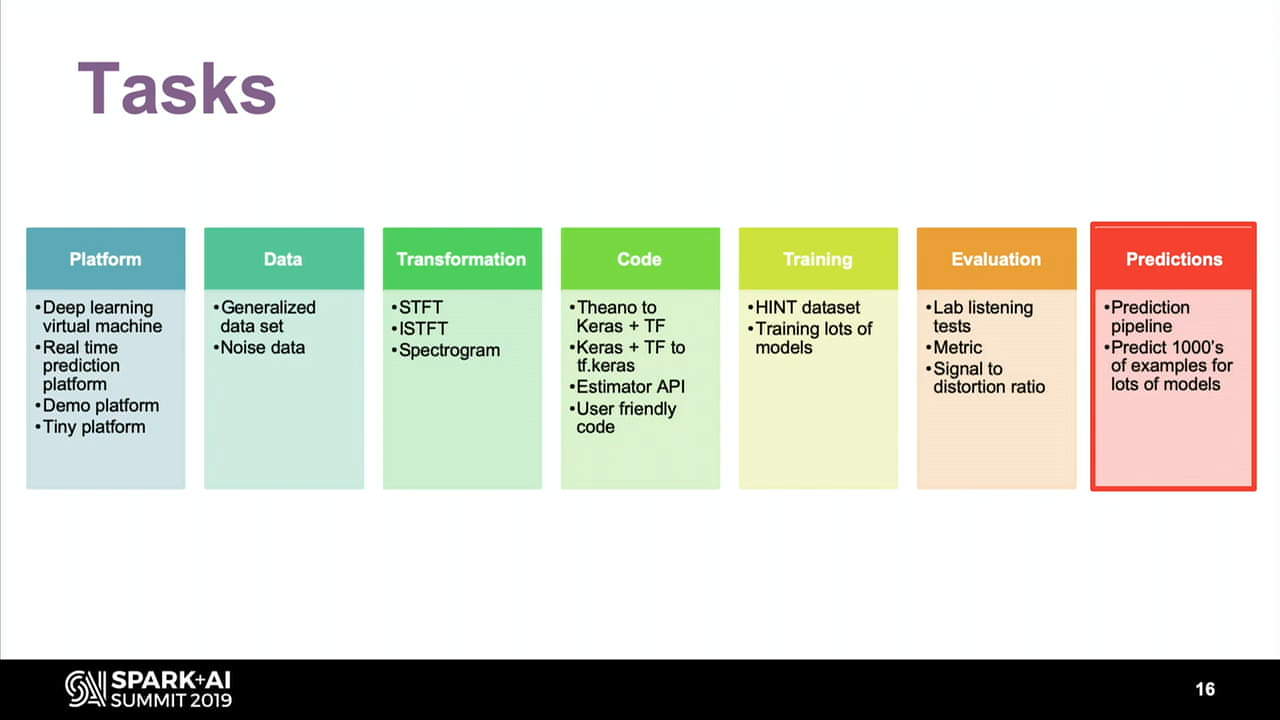 Tasks
Platform
•Deep learning
virtual machine
•Real time
prediction
platform
•Demo platform
•Tiny platform
Data
•Generalized
data set
•Noise data
Transformation
•STFT
•ISTFT
•Spectrogram
Code
•Theano to
Keras + TF
•Keras + TF to
tf.keras
•Estimator API
•User friendly
code
Training
•HINT dataset
•Training lots of
models
Evaluation
•Lab listening
tests
•Metric
•Signal to
distortion ratio
Predictions
•Prediction
pipeline
•Predict 1000's
of examples for
lots of models
SPARK+AI
SUMMIT 2019
16